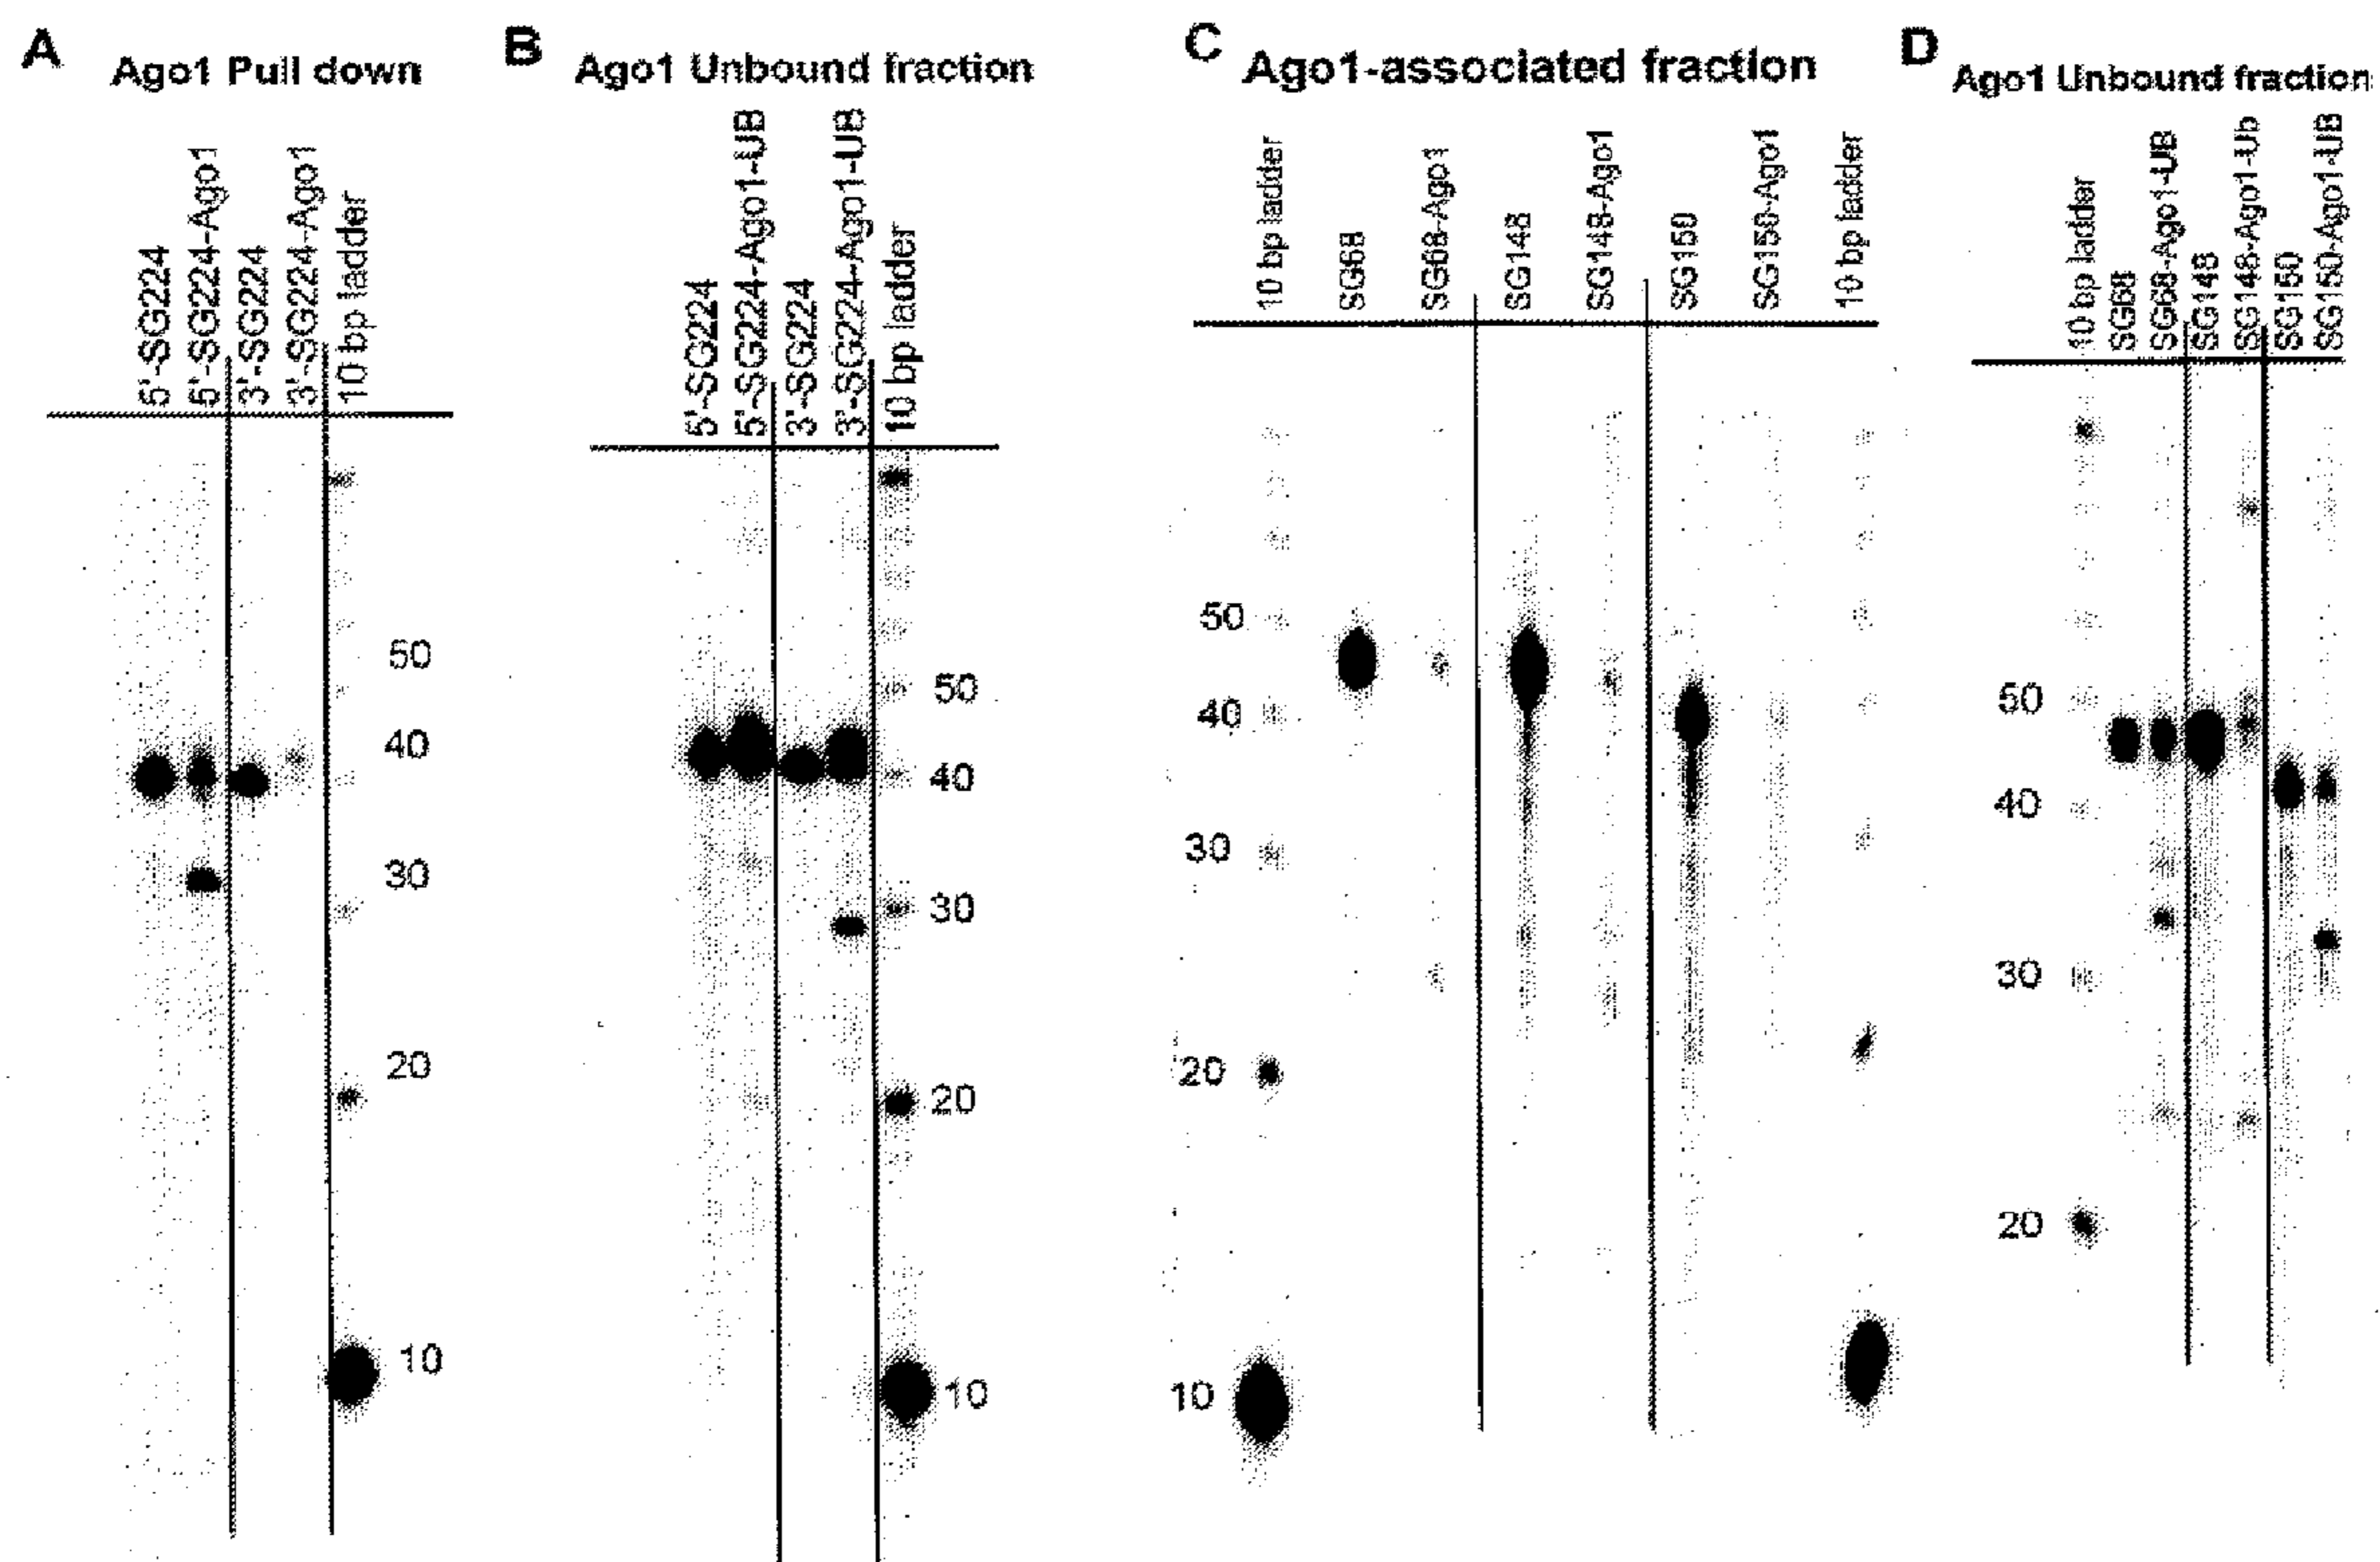 A
Ago1 Pull down
5'-SG224
5'-SG224-Ago1
3'-SG224
3'-SG224-Ago1
10 bp ladder
50
40
30
20
10
B
Ago1 Unbound fraction
5'-SG224
5'-SG224-Ago1-UB
3'-SG224
3'-SG224-Ago1-UB
10 bp ladder
50
40
30
20
10
C
Ago1-associated fraction
10 bp ladder
SG68
SG68-Ago1
SG148
SG148-Ago1
SG150
SG150-Ago1
10 bp ladder
50
40
30
20
10
D
Ago1 Unbound fraction
10 bp ladder
SG68
SG68-Ago1-UB
SG148
SG148-Ago1-Ub
SG150
SG150-Ago1-UB
50
40
30
20